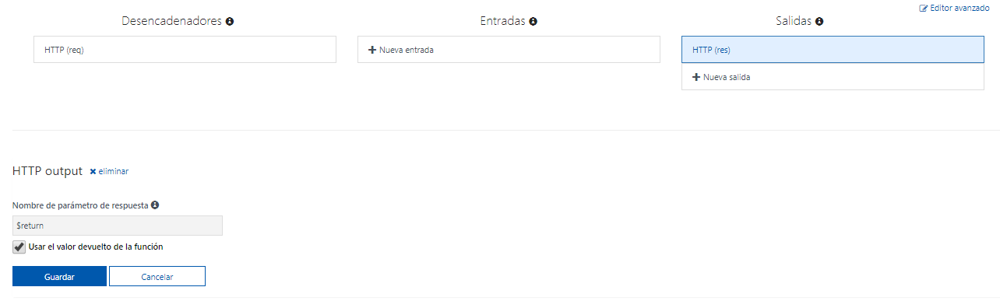 Editor avanzado
Desencadenadores
Entradas
Salidas
HTTP (req)
Nueva entrada
HTTP (res)
Nueva salida
HTTP output
eliminar
Nombre de parámetro de respuesta
$return
Usar el valor devuelto de la función
Guardar
Cancelar